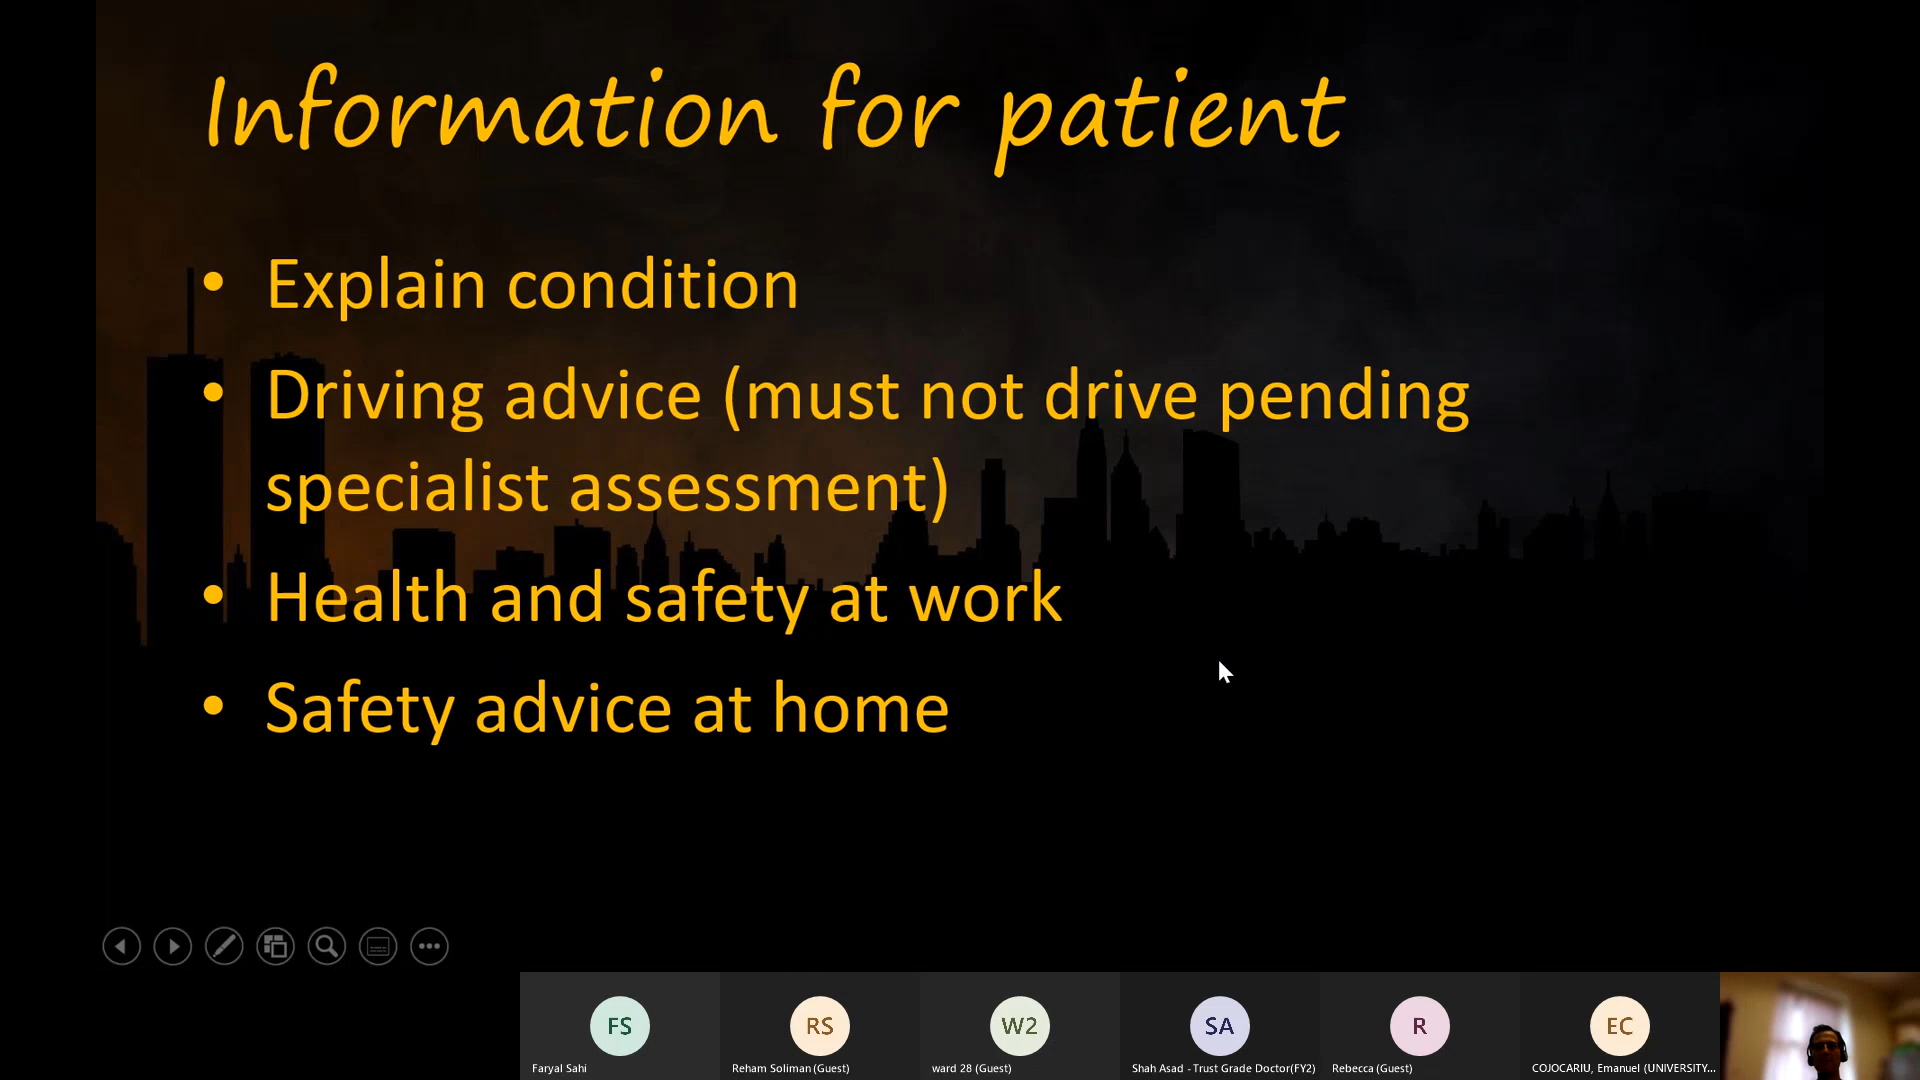 Information for patient
• Explain condition
• Driving advice (must not drive pending
specialist assessment)
• Health and safety at work
• Safety advice at home
FS
RS
W2
SA
R
EC
Faryal Sahi
Reham Soliman (Guest)
ward 28 (Guest)
Shah Asad - Trust Grade Doctor(FY2)
Rebecca (Guest)
COJOCARIU, Emanuel (UNIVERSITY...